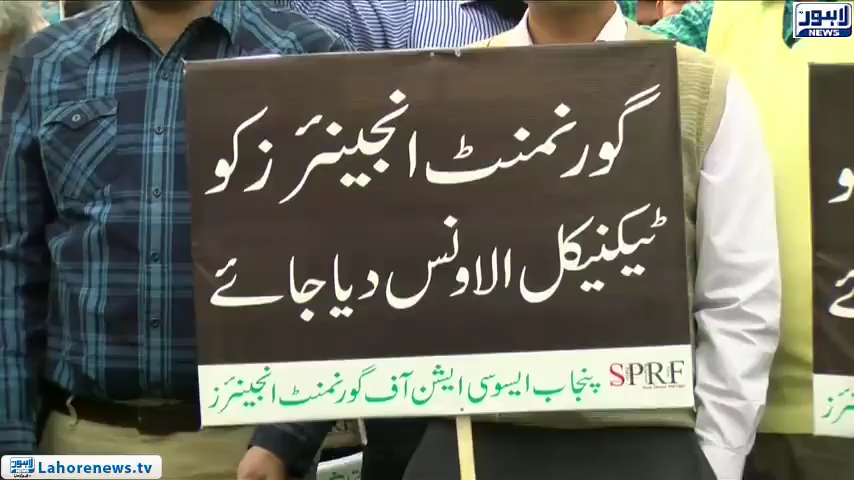 لاہور
NEWS
گورنمنٹ انجینئرز کو
ٹیکنیکل الاونس دیا جائے
پنجاب ایسوسی ایشن آف گورنمنٹ انجینئرز SPRF
Lahorenews.tv